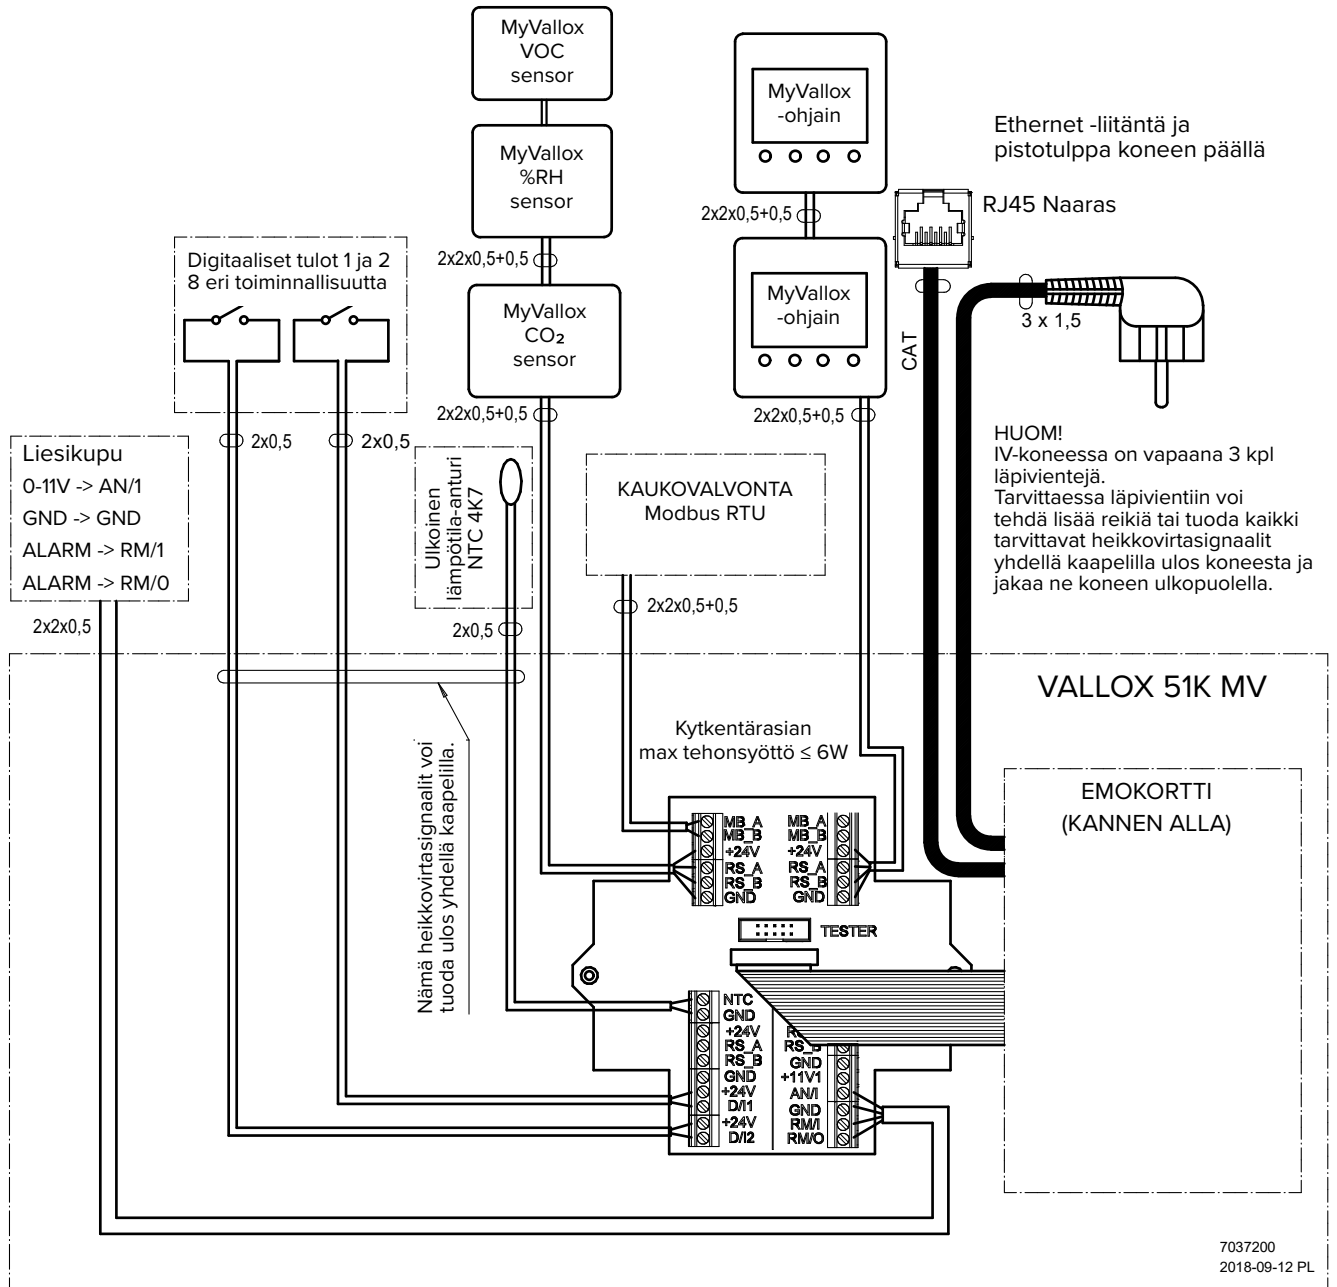 MyVallox
VOC
sensor
MyVallox
%RH
sensor
2x2x0,5+0,5
MyVallox
CO₂
sensor
2x2x0,5+0,5
MyVallox
-ohjain
2x2x0,5+0,5
MyVallox
-ohjain
2x2x0,5+0,5
Ethernet -liitäntä ja
pistotulppa koneen päällä
RJ45 Naaras
CAT
3 x 1,5
Digitaaliset tulot 1 ja 2
8 eri toiminnallisuutta
2x0,5
2x0,5
Liesikupu
0-11V -> AN/1
GND -> GND
ALARM -> RM/1
ALARM -> RM/0
2x2x0,5
Ulkoinen
lämpötila-anturi
NTC 4K7
2x0,5
KAUKOVALVONTA
Modbus RTU
2x2x0,5+0,5
HUOM!
IV-koneessa on vapaana 3 kpl
läpivientejä.
Tarvittaessa läpivientiin voi
tehdä lisää reikiä tai tuoda kaikki
tarvittavat heikkovirtasignaalit
yhdellä kaapelilla ulos koneesta ja
jakaa ne koneen ulkopuolella.
VALLOX 51K MV
Kytkentärasian
max tehonsyöttö ≤ 6W
Nämä heikkovirtasignaalit voi
tuoda ulos yhdellä kaapelilla.
EMOKORTTI
(KANNEN ALLA)
MB_A
MB_B
+24V
RS_A
RS_B
GND
MB_A
MB_B
+24V
RS_A
RS_B
GND
TESTER
NTC
GND
+24V
RS_A
RS_B
GND
+24V
D/I1
+24V
D/I2
RS_B
GND
+11V1
AN/I
GND
RM/I
RM/O
7037200
2018-09-12 PL